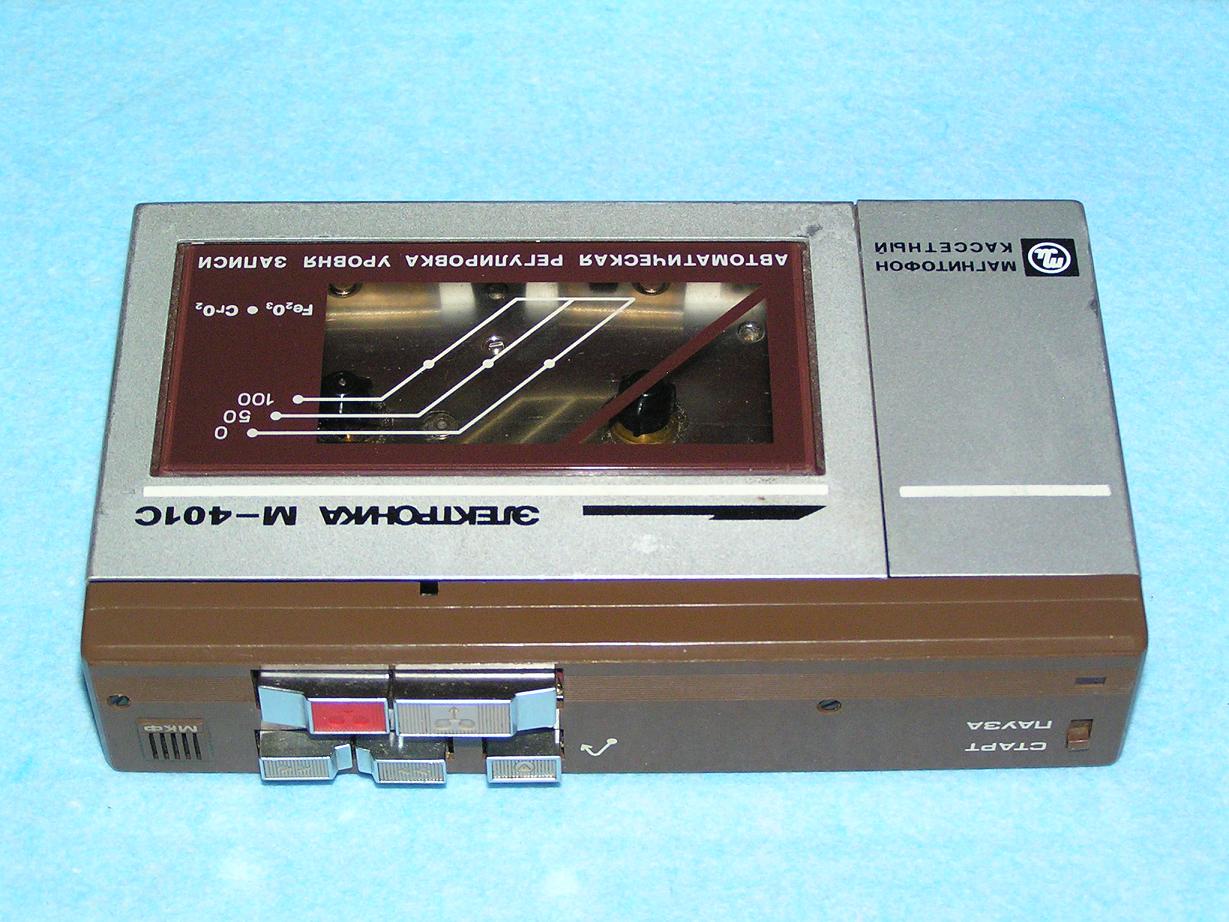 МАГНИТОФОН
КАССЕТНЫЙ
АВТОМАТИЧЕСКАЯ РЕГУЛИРОВКА УРОВНЯ ЗАПИСИ
Fe₂O₃ • CrO₂
100
50
0
ЭЛЕКТРОНИКА М-401С
СТАРТ
ПАУЗА
МКФ